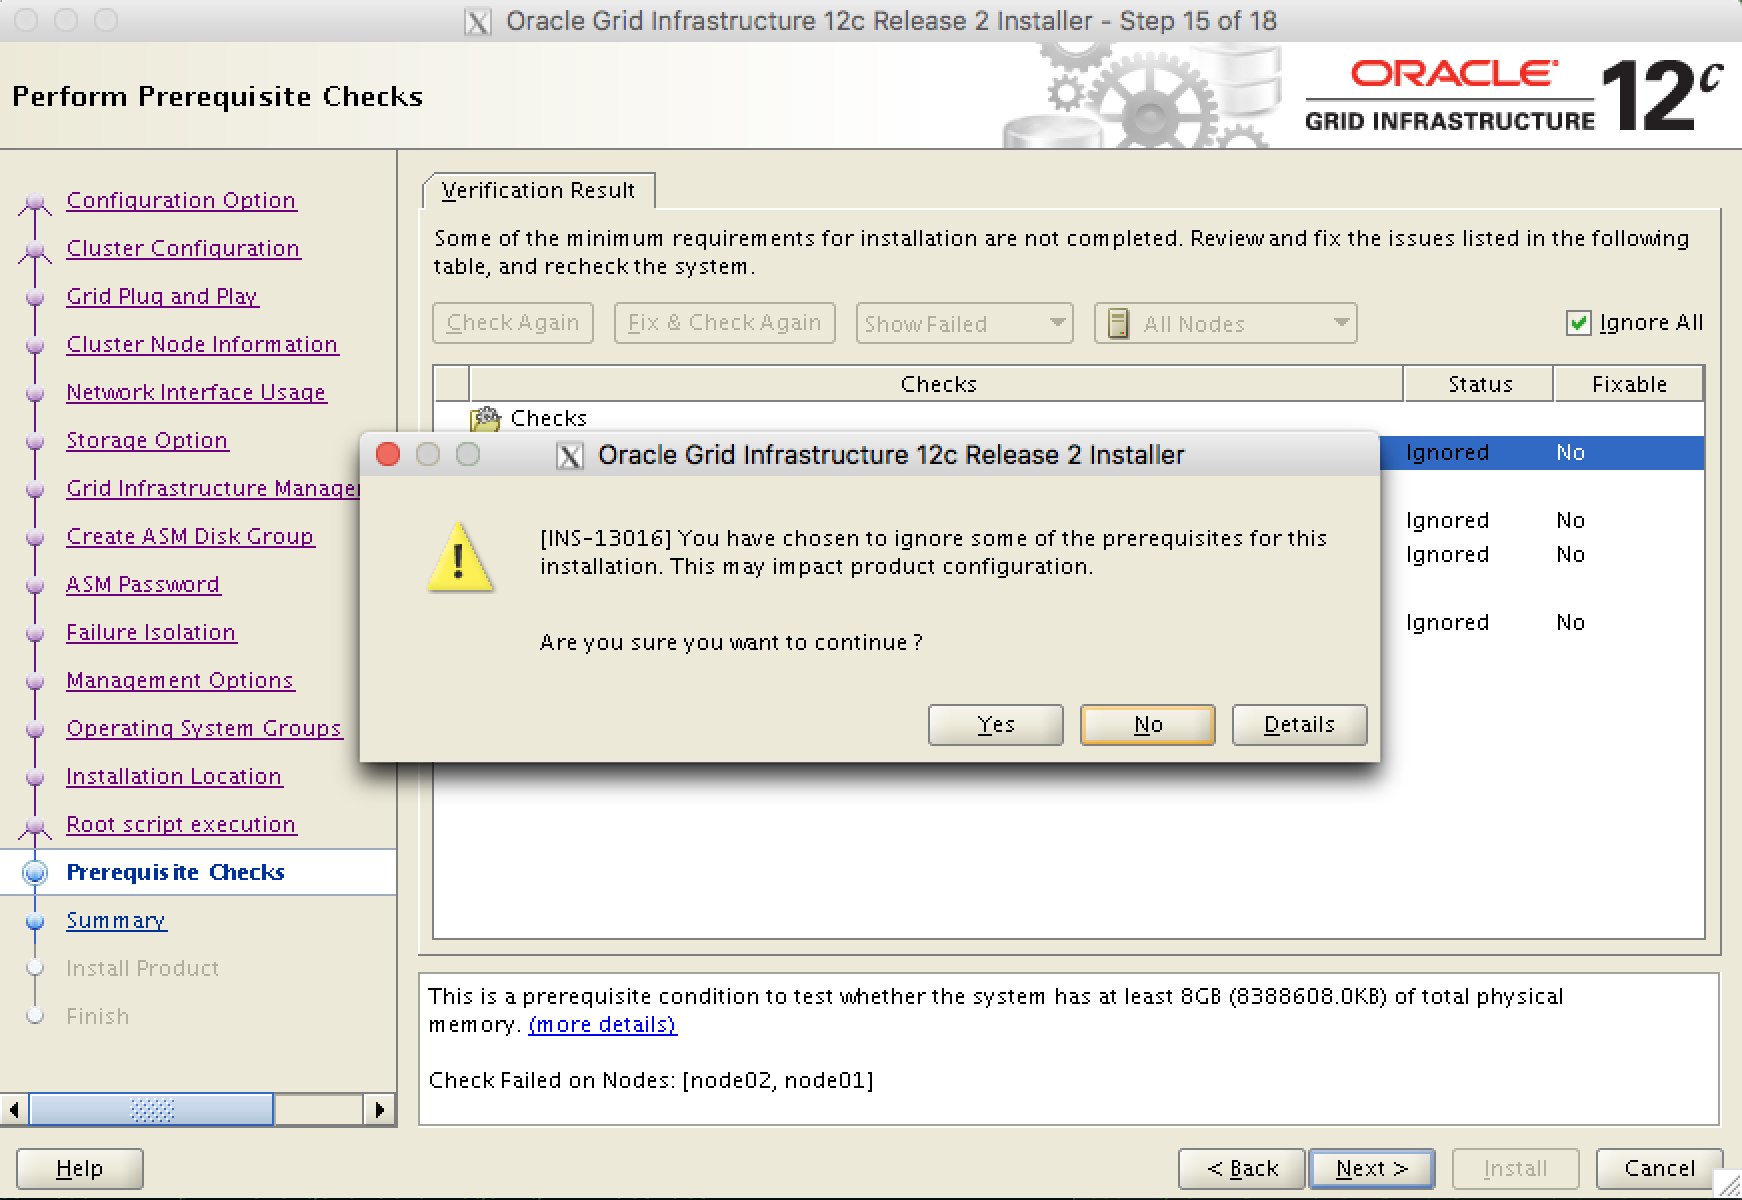 Oracle Grid Infrastructure 12c Release 2 Installer - Step 15 of 18
Perform Prerequisite Checks
ORACLE
GRID INFRASTRUCTURE
12c
Configuration Option
Cluster Configuration
Grid Plug and Play
Cluster Node Information
Network Interface Usage
Storage Option
Grid Infrastructure Manage
Create ASM Disk Group
ASM Password
Failure Isolation
Management Options
Operating System Groups
Installation Location
Root script execution
Prerequisite Checks
Summary
Install Product
Finish
Verification Result
Some of the minimum requirements for installation are not completed. Review and fix the issues listed in the following
table, and recheck the system.
Check Again
Fix & Check Again
Show Failed
All Nodes
Ignore All
Checks
Status
Fixable
Checks
Ignored No
Ignored No
Ignored No
Ignored No
Oracle Grid Infrastructure 12c Release 2 Installer
[INS-13016] You have chosen to ignore some of the prerequisites for this
installation. This may impact product configuration.
Are you sure you want to continue?
Yes
No
Details
This is a prerequisite condition to test whether the system has at least 8GB (8388608.0KB) of total physical
memory. (more details)
Check Failed on Nodes: [node02, node01]
Help
< Back
Next >
Install
Cancel